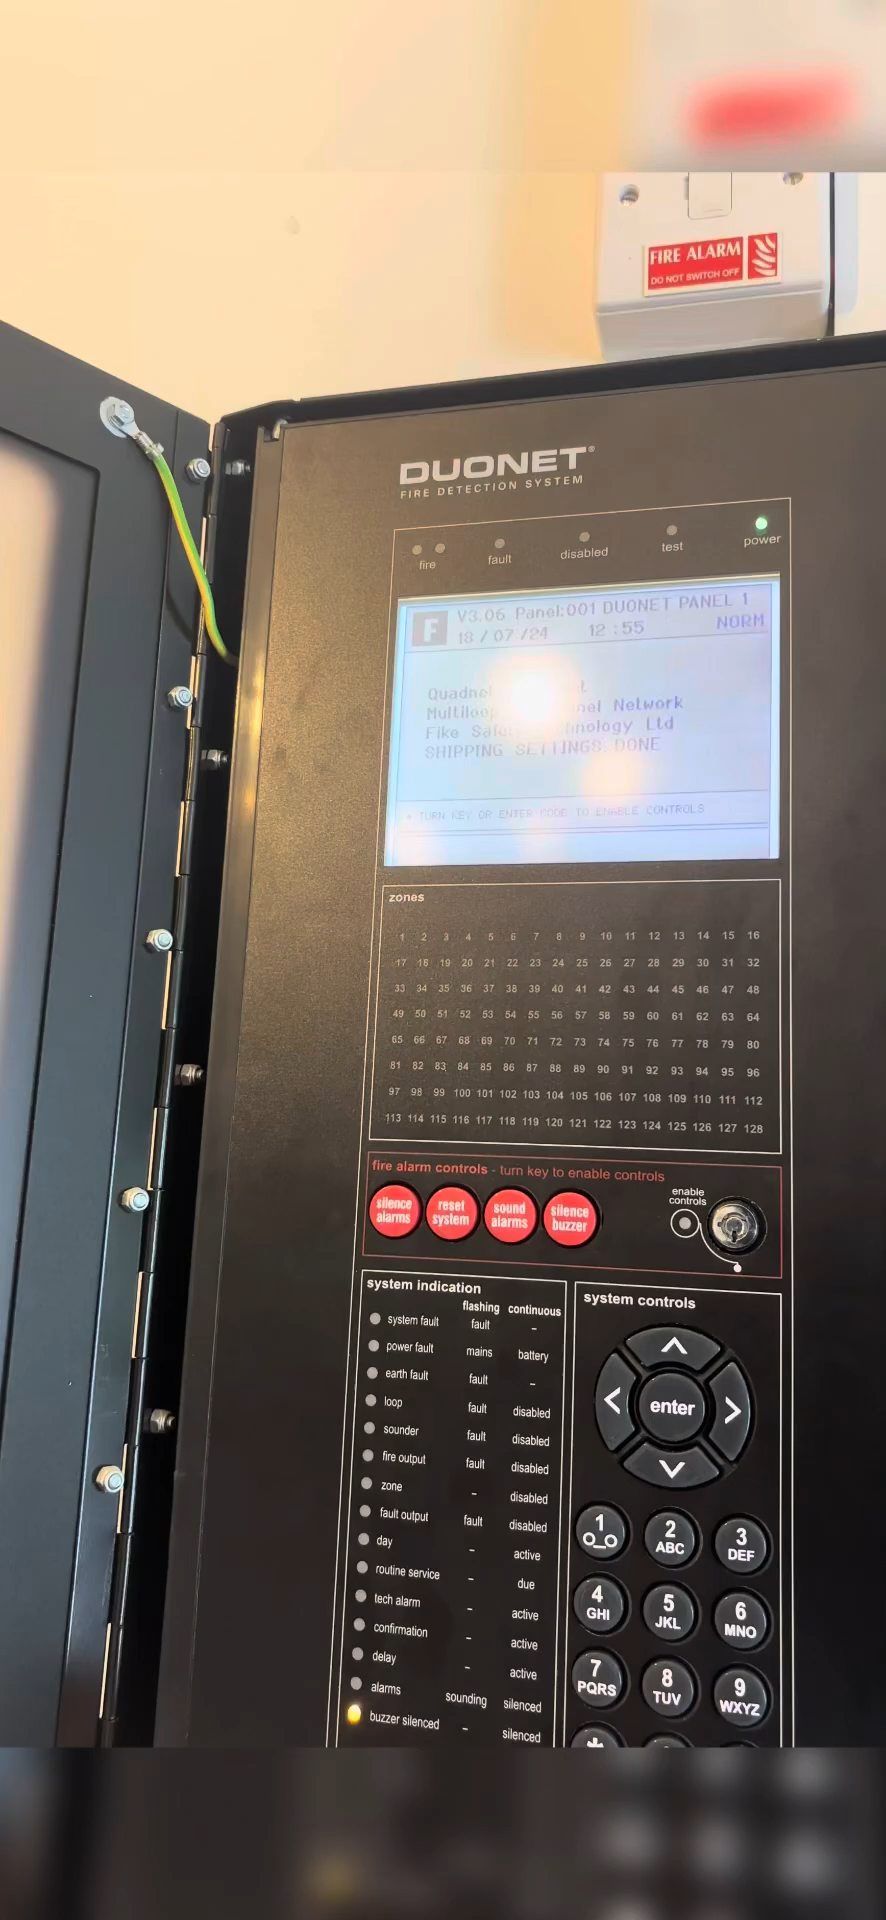 FIRE ALARM
DO NOT SWITCH OFF
DUONET®
FIRE DETECTION SYSTEM
fire fault disabled test power
F
V3.06 Panel:001 DUONET PANEL 1
18 / 07 /24 12 :55 NORM
Network
Fike Ltd
SHIPPING SETTINGS DONE
TURN KEY OR ENTER CODE TO ENABLE CONTROLS
zones
1 2 3 4 5 6 7 8 9 10 11 12 13 14 15 16
17 18 19 20 21 22 23 24 25 26 27 28 29 30 31 32
33 34 35 36 37 38 39 40 41 42 43 44 45 46 47 48
49 50 51 52 53 54 55 56 57 58 59 60 61 62 63 64
65 66 67 68 69 70 71 72 73 74 75 76 77 78 79 80
81 82 83 84 85 86 87 88 89 90 91 92 93 94 95 96
97 98 99 100 101 102 103 104 105 106 107 108 109 110 111 112
113 114 115 116 117 118 119 120 121 122 123 124 125 126 127 128
fire alarm controls - turn key to enable controls
silence alarms
reset system
sound alarms
silence buzzer
enable controls
system indication
flashing continuous
system fault fault –
power fault mains battery
earth fault fault –
loop fault disabled
sounder fault disabled
fire output fault disabled
zone – disabled
fault output fault disabled
day – active
routine service – due
tech alarm – active
confirmation – active
delay – active
alarms sounding silenced
buzzer silenced – silenced
system controls
enter
1
2 ABC
3 DEF
4 GHI
5 JKL
6 MNO
7 PQRS
8 TUV
9 WXYZ